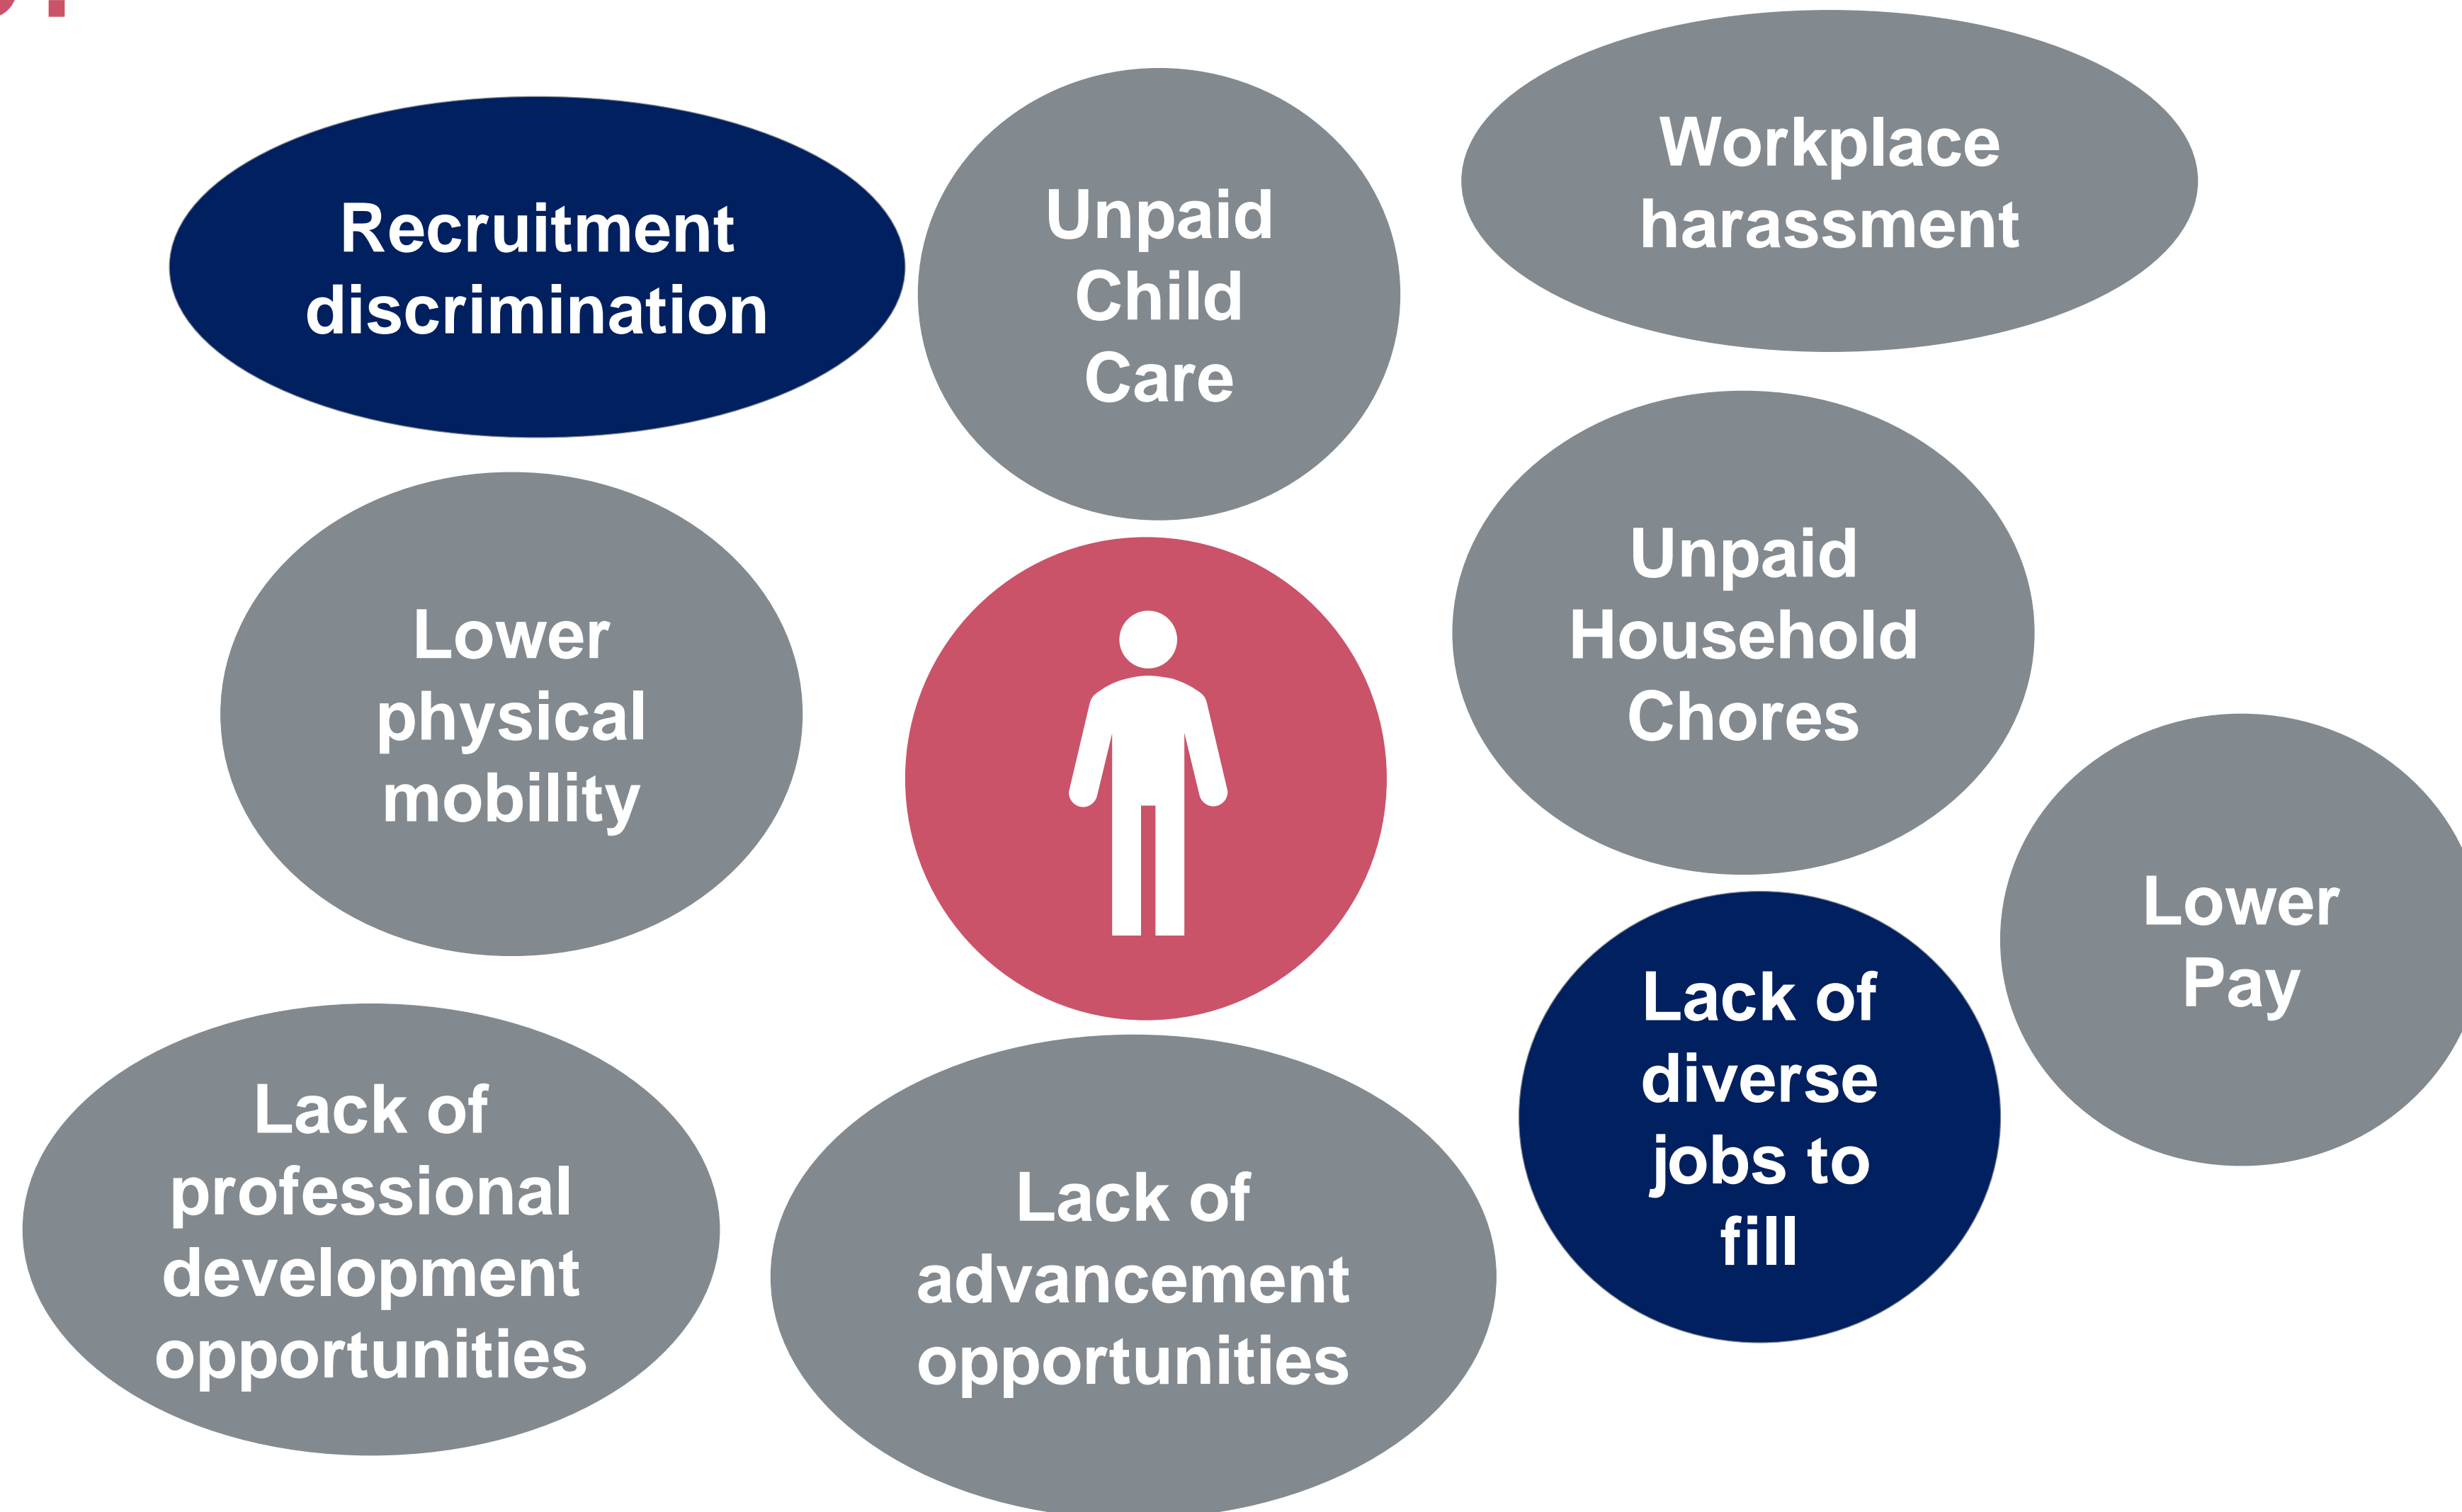 Recruitment
discrimination
Unpaid
Child
Care
Workplace
harassment
Lower
physical
mobility
Unpaid
Household
Chores
Lower
Pay
Lack of
professional
development
opportunities
Lack of
advancement
opportunities
Lack of
diverse
jobs to
fill